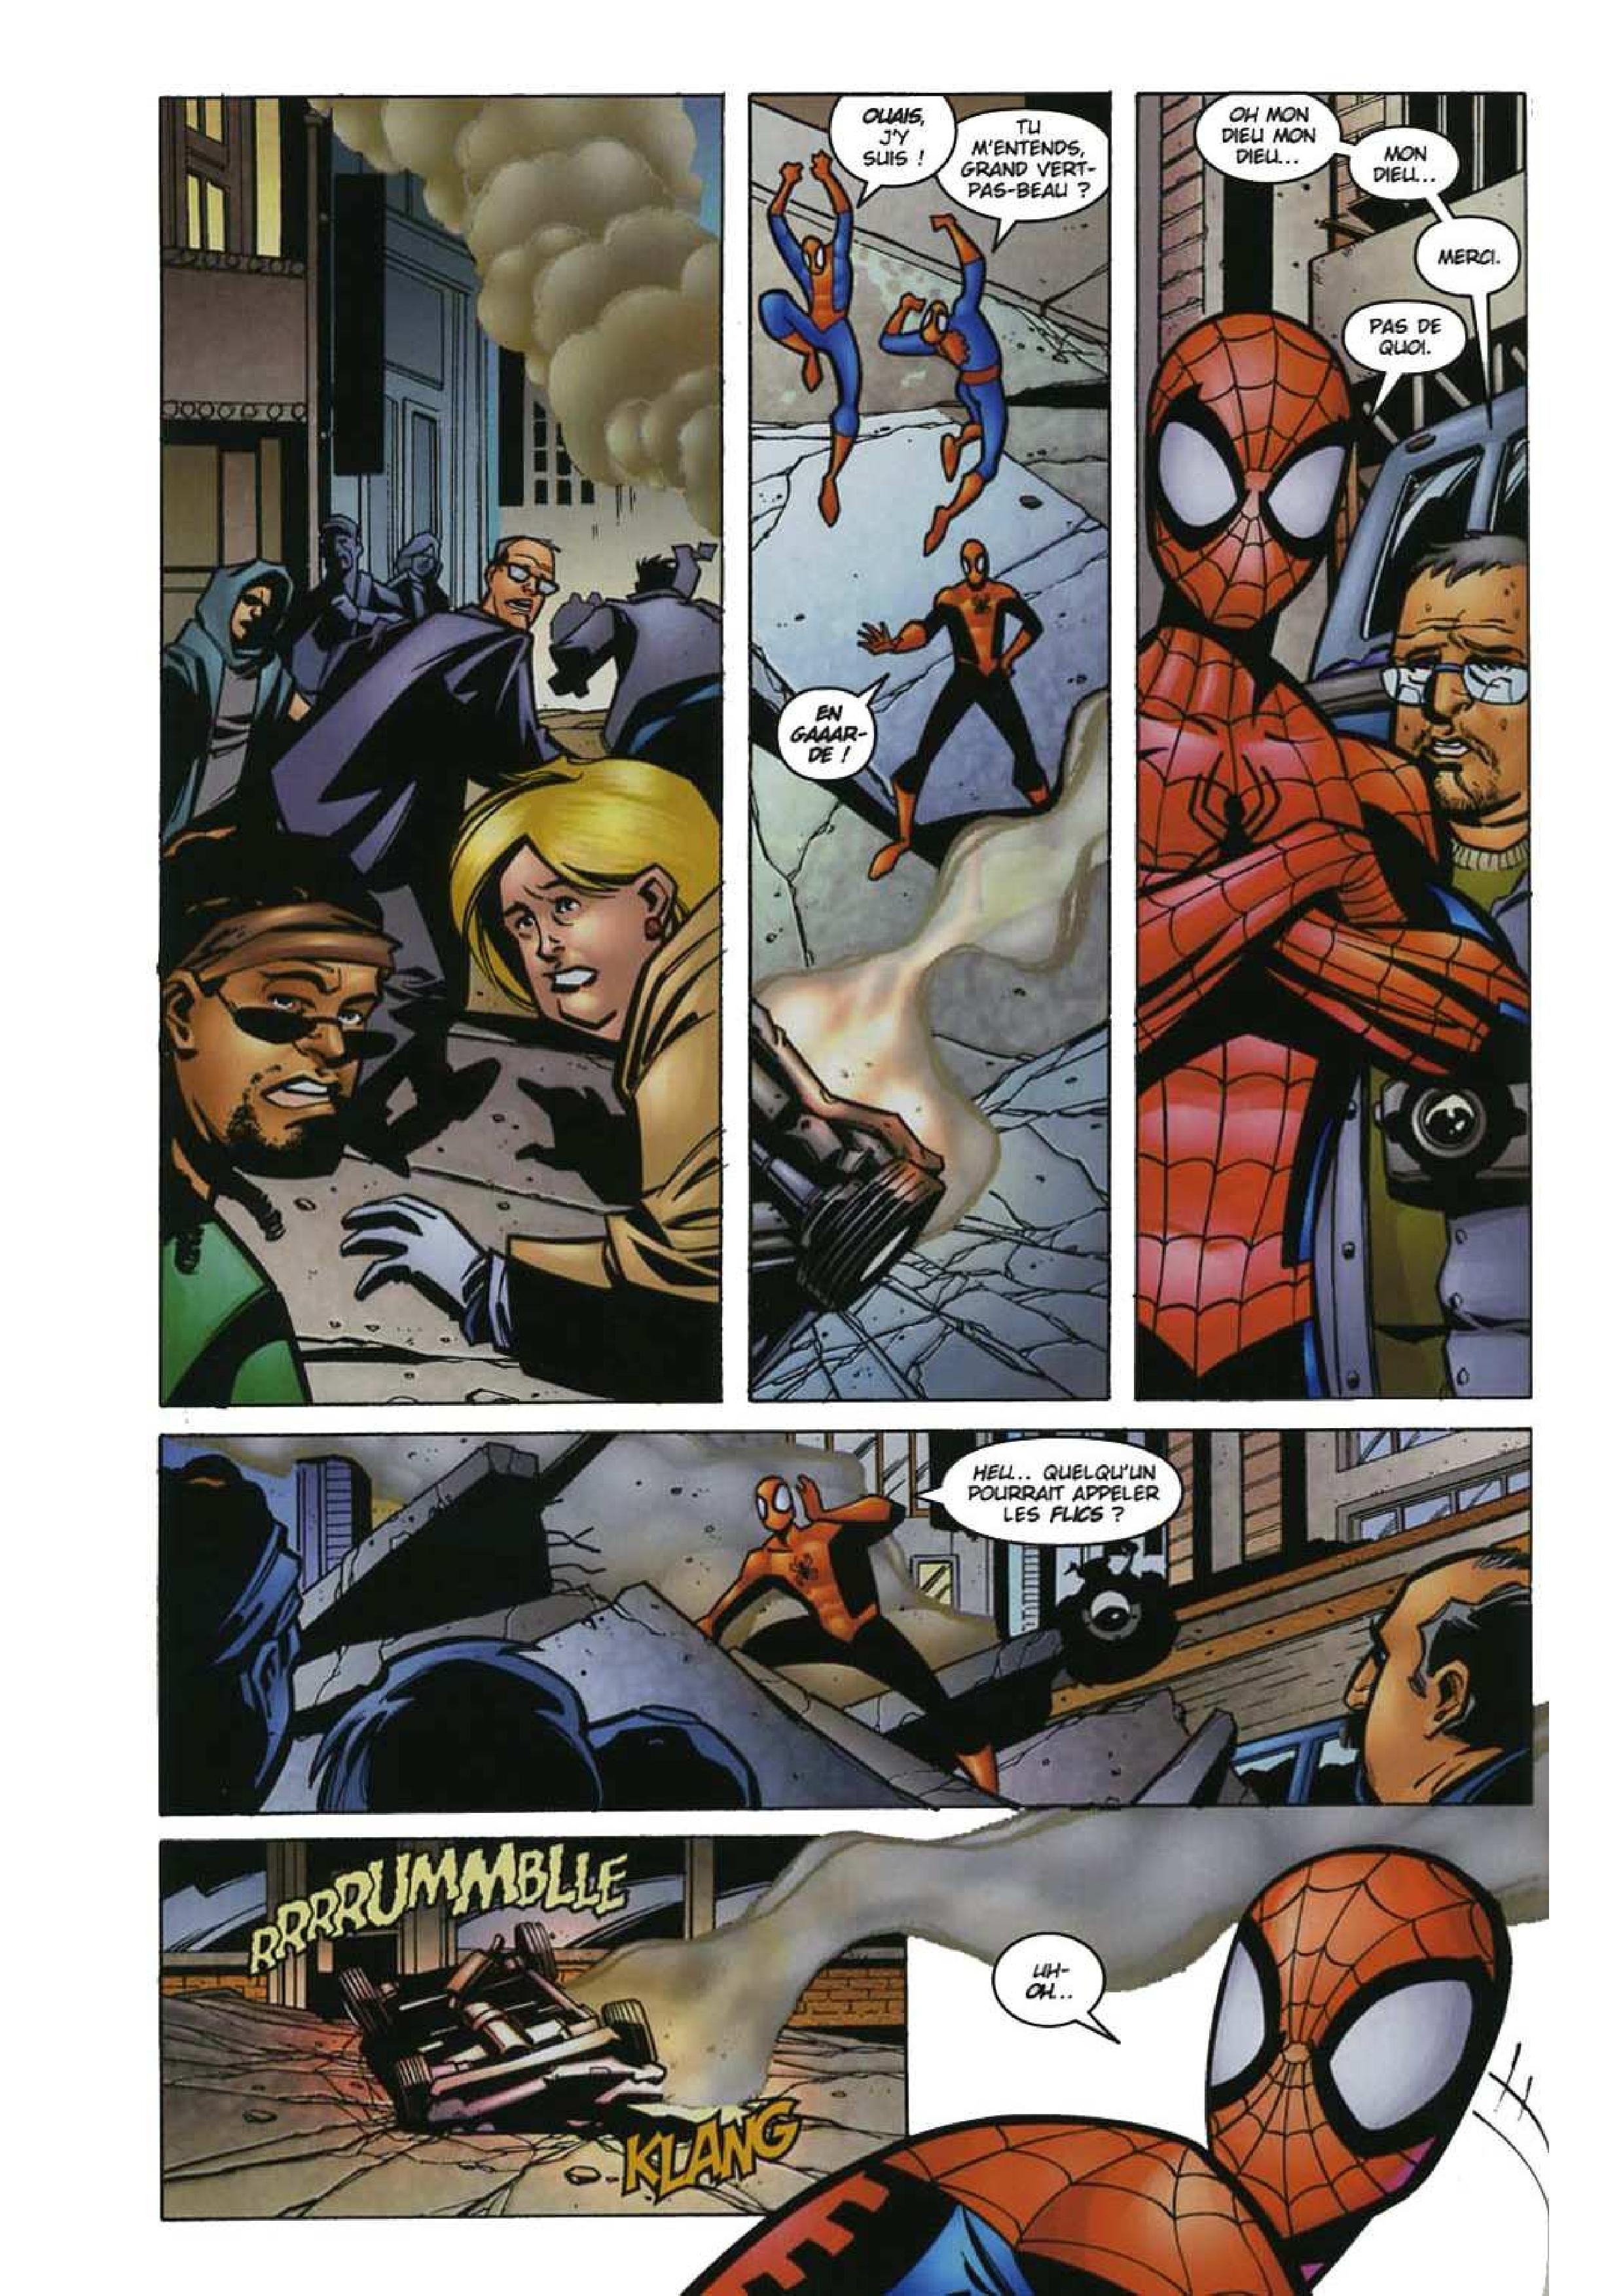 OUAIS,
J'Y
SUIS !
TU
M'ENTENDS,
GRAND VERT-
PAS-BEAU ?
EN
GAAAR-
DE !
OH MON
DIEU MON
DIEU...
MON
DIEU...
MERCI.
PAS DE
QUOI.
HEU... QUELQU'UN
POURRAIT APPELER
LES FLICS ?
RRRRUMMMBLLE
KLANG
UH-
OH...